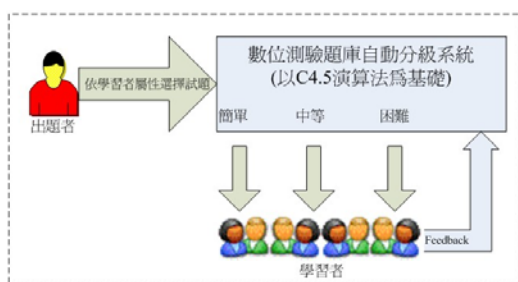 數位測驗題庫自動分級系統
(以C4.5演算法為基礎)
依學習者屬性選擇試題
簡單 中等 困難
出題者
Feedback
學習者